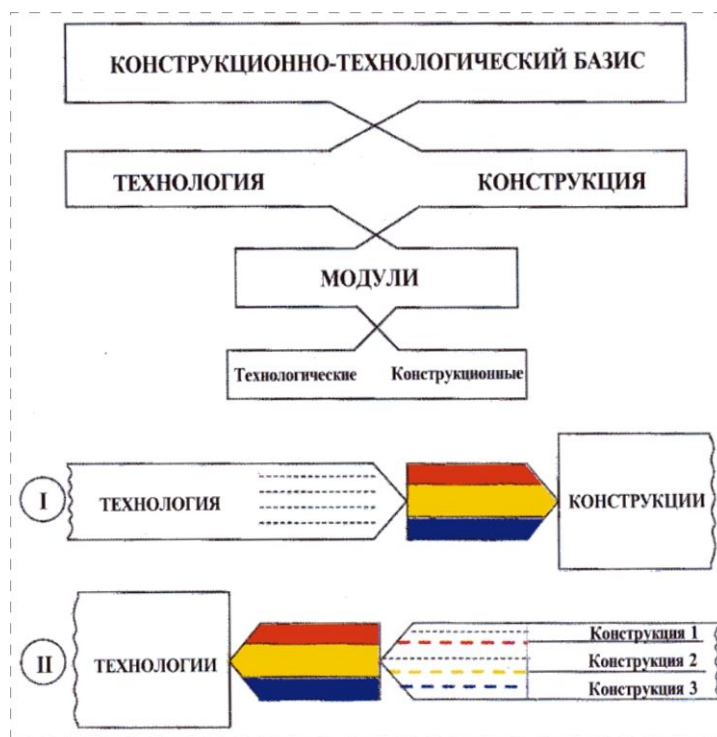 КОНСТРУКЦИОННО-ТЕХНОЛОГИЧЕСКИЙ БАЗИС
ТЕХНОЛОГИЯ КОНСТРУКЦИЯ
МОДУЛИ
Технологические Конструкционные
I ТЕХНОЛОГИЯ КОНСТРУКЦИИ
II ТЕХНОЛОГИИ
Конструкция 1
Конструкция 2
Конструкция 3